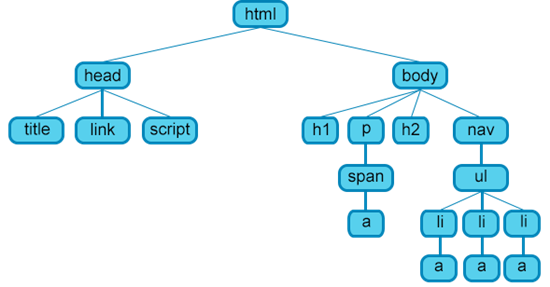 html
head body
title link script h1 p h2 nav
span ul
a li li li
a a a